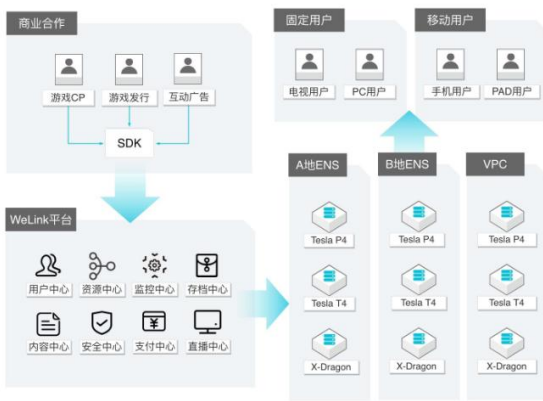 商业合作
游戏CP
游戏发行
互动广告
SDK
固定用户
电视用户
PC用户
移动用户
手机用户
PAD用户
WeLink平台
用户中心
资源中心
监控中心
存档中心
内容中心
安全中心
支付中心
直播中心
A地ENS
Tesla P4
Tesla T4
X-Dragon
B地ENS
Tesla P4
Tesla T4
X-Dragon
VPC
Tesla P4
Tesla T4
X-Dragon